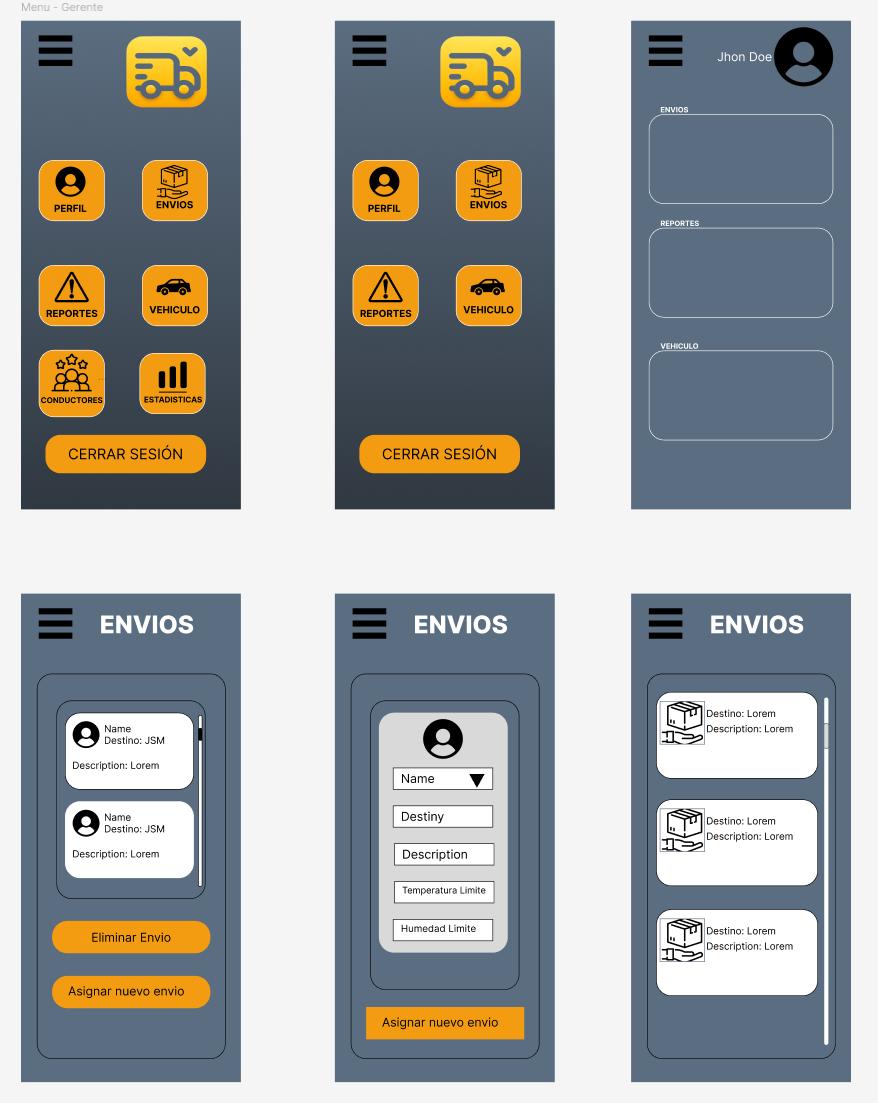 Menu - Gerente
PERFIL
ENVIOS
REPORTES
VEHICULO
CONDUCTORES
ESTADISTICAS
CERRAR SESIÓN
PERFIL
ENVIOS
REPORTES
VEHICULO
CERRAR SESIÓN
Jhon Doe
ENVIOS
REPORTES
VEHICULO
ENVIOS
Name
Destino: JSM
Description: Lorem
Name
Destino: JSM
Description: Lorem
Eliminar Envio
Asignar nuevo envio
ENVIOS
Name
Destiny
Description
Temperatura Limite
Humedad Limite
Asignar nuevo envio
ENVIOS
Destino: Lorem
Description: Lorem
Destino: Lorem
Description: Lorem
Destino: Lorem
Description: Lorem